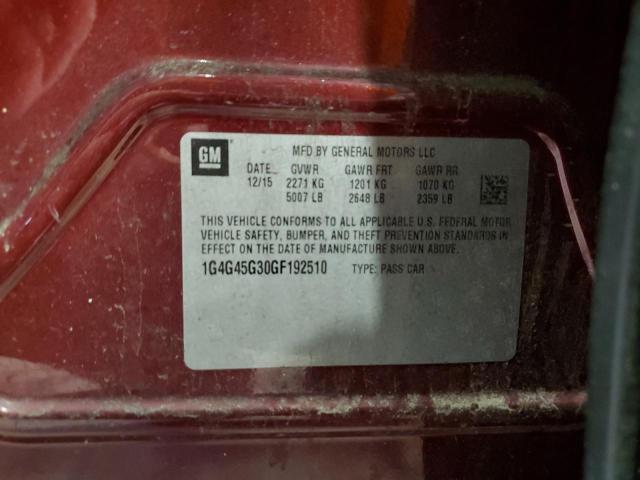 GM
MFD BY GENERAL MOTORS LLC
DATE GVWR GAWR FRT GAWR RR
12/15 2271 KG 1201 KG 1070 KG
5007 LB 2648 LB 2359 LB
THIS VEHICLE CONFORMS TO ALL APPLICABLE U.S. FEDERAL MOTOR
VEHICLE SAFETY, BUMPER, AND THEFT PREVENTION STANDARDS IN
EFFECT ON THE DATE OF MANUFACTURE SHOWN ABOVE.
1G4G45G30GF192510 TYPE: PASS CAR